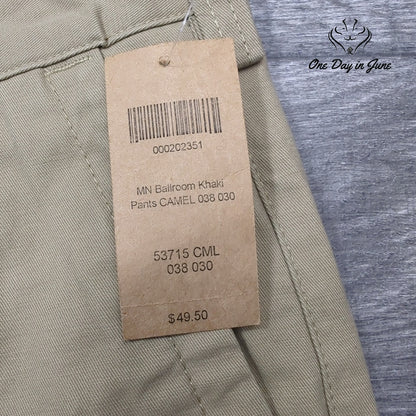 One Day in June
000202351
MN Ballroom Khaki
Pants CAMEL 038 030
53715 CML
038 030
$49.50